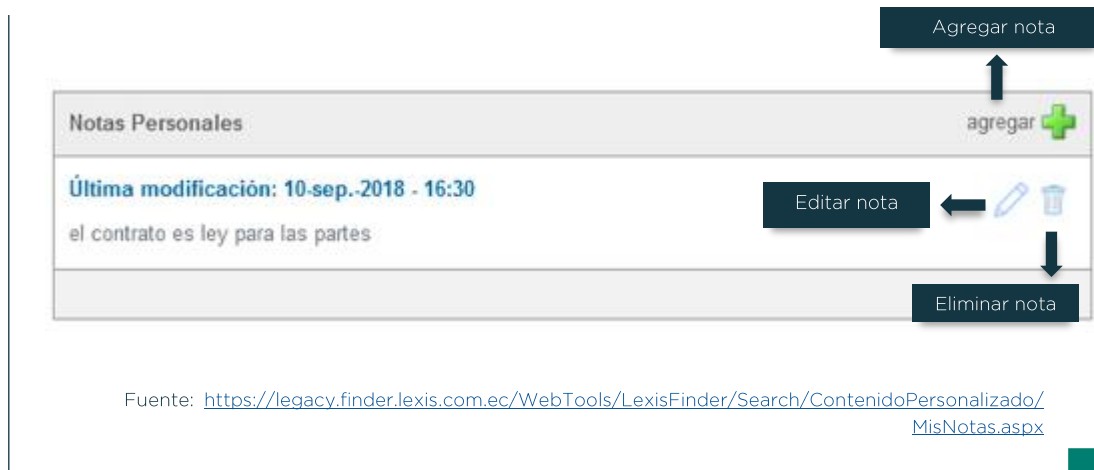 Agregar nota
Notas Personales
agregar
Última modificación: 10-sep.-2018 - 16:30
Editar nota
el contrato es ley para las partes
Eliminar nota
Fuente: https://legacy.finder.lexis.com.ec/WebTools/LexisFinder/Search/ContenidoPersonalizado/
MisNotas.aspx